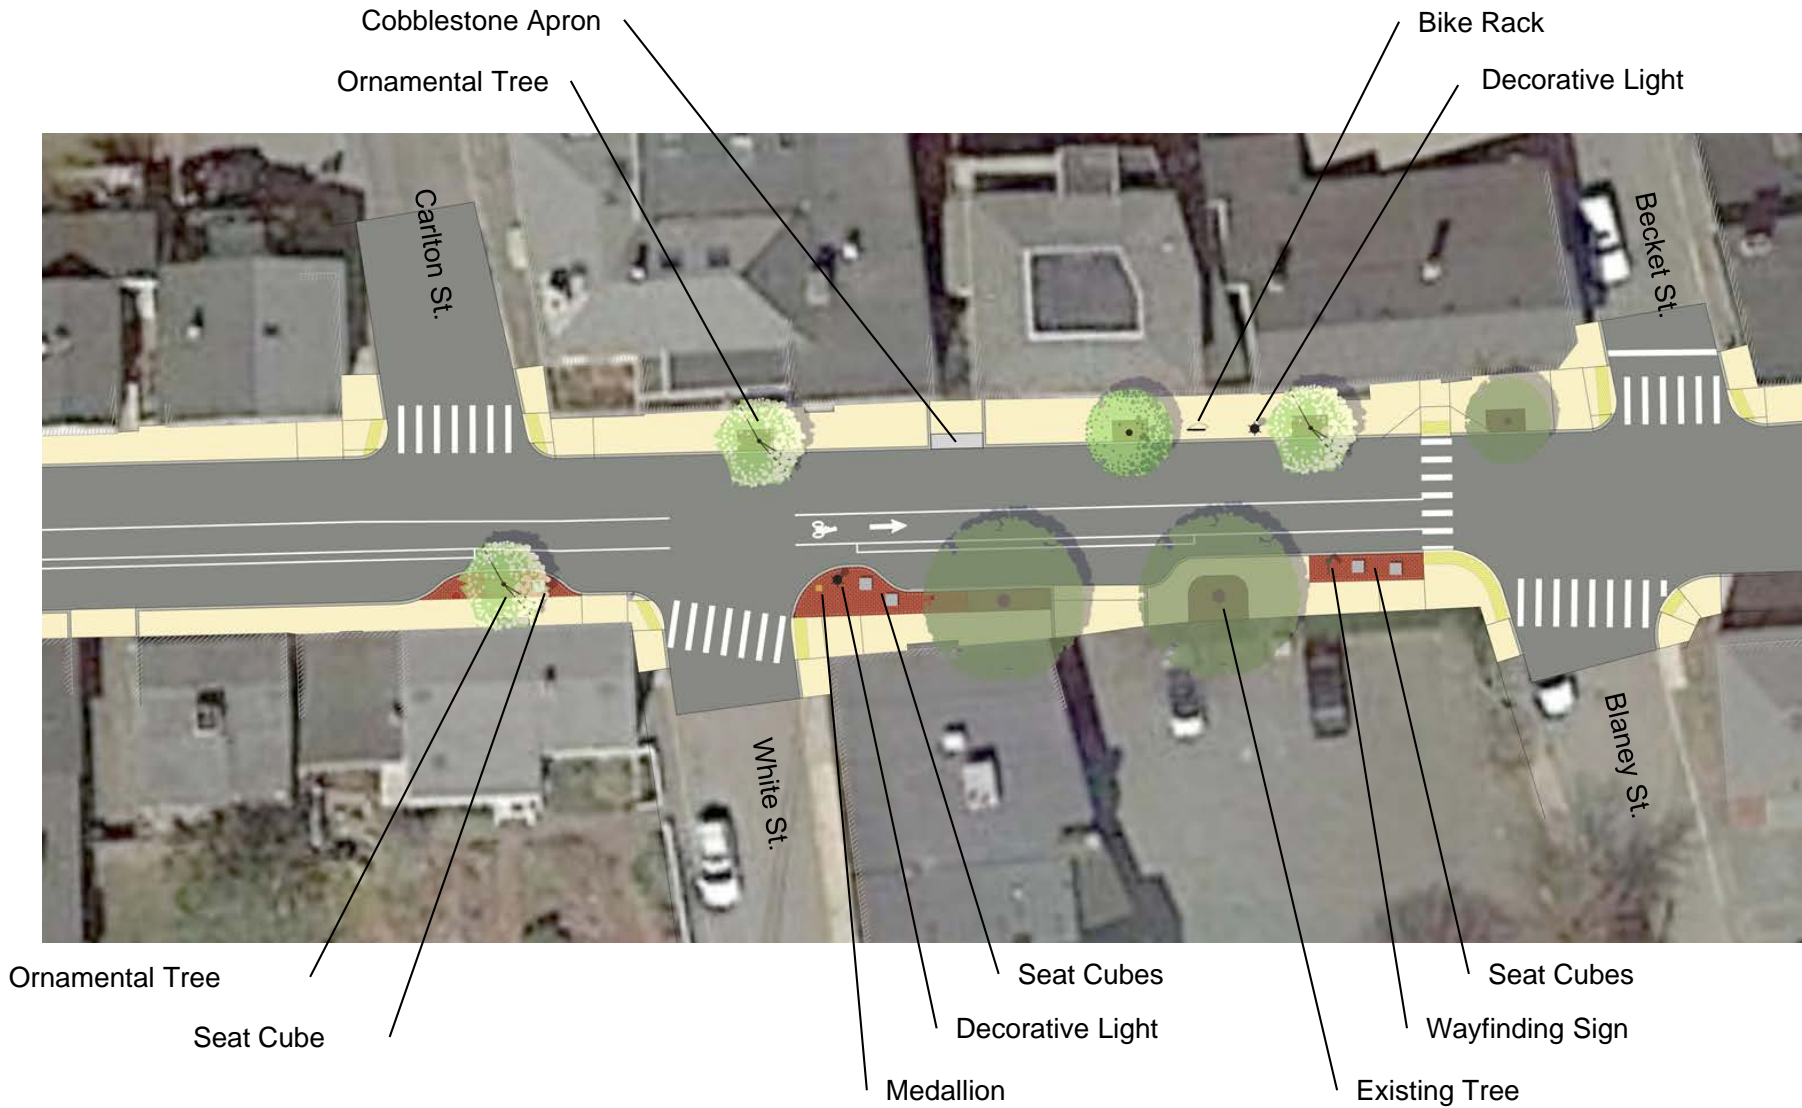 Cobblestone Apron
Bike Rack
Ornamental Tree
Decorative Light
Carlton St.
Becket St.
White St.
Blaney St.
Ornamental Tree
Seat Cubes
Seat Cubes
Seat Cube
Decorative Light
Wayfinding Sign
Medallion
Existing Tree